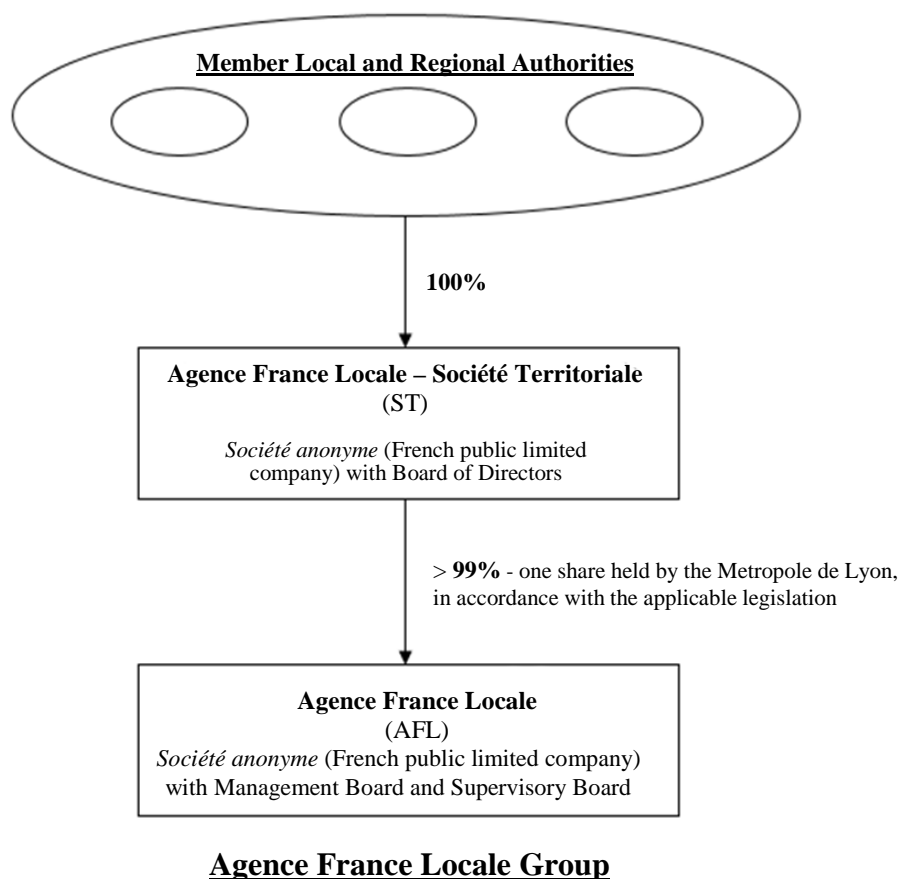 Member Local and Regional Authorities
100%
Agence France Locale – Société Territoriale
(ST)
Société anonyme (French public limited
company) with Board of Directors
> 99% - one share held by the Metropole de Lyon,
in accordance with the applicable legislation
Agence France Locale
(AFL)
Société anonyme (French public limited company)
with Management Board and Supervisory Board
Agence France Locale Group